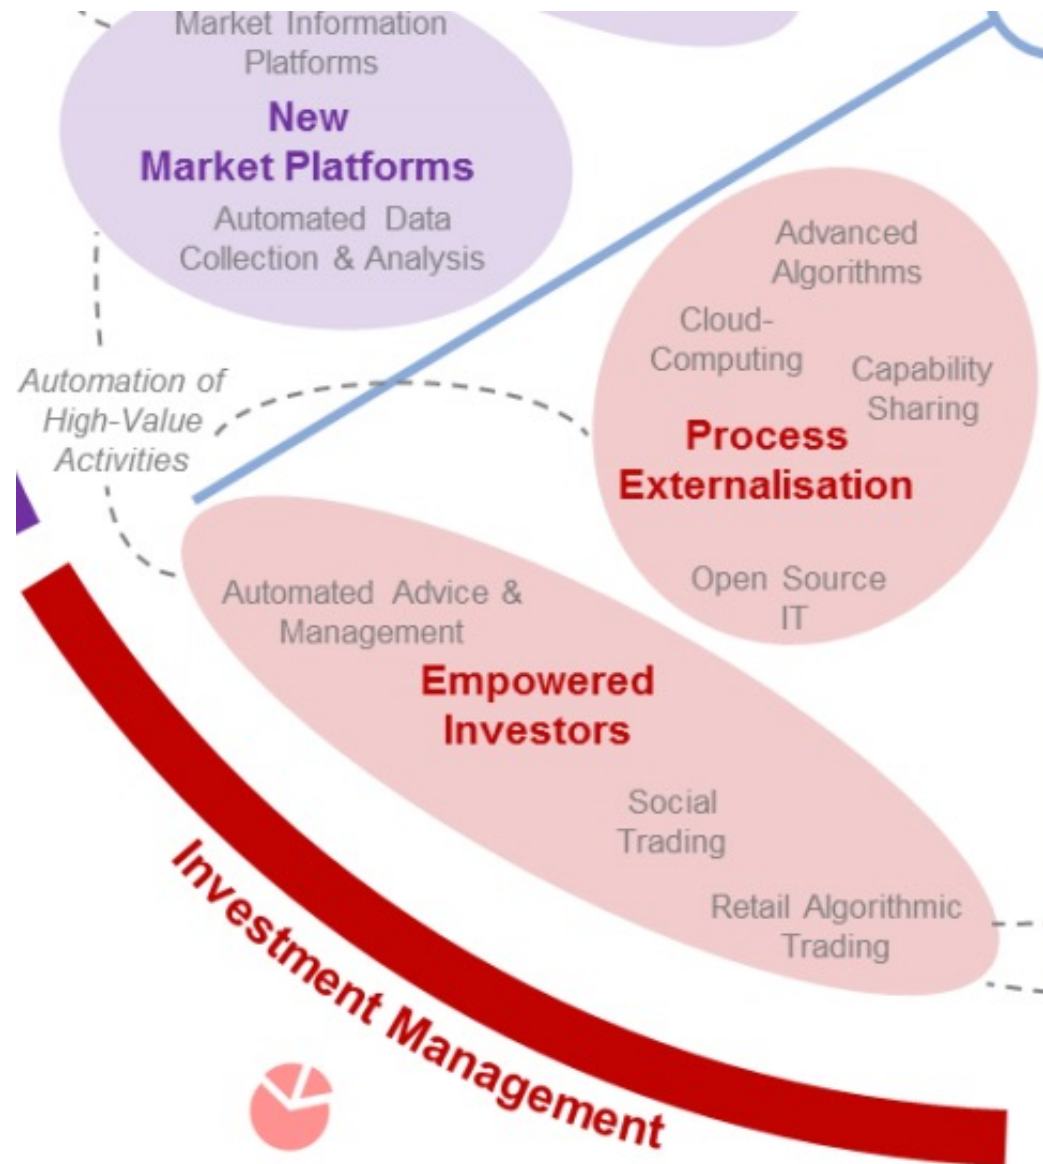 Market Information
Platforms
New
Market Platforms
Automated Data
Collection & Analysis
Advanced
Algorithms
Cloud-
Computing
Capability
Sharing
Process
Externalisation
Open Source
IT
Automation of
High-Value
Activities
Automated Advice &
Management
Empowered
Investors
Social
Trading
Retail Algorithmic
Trading
Investment Management